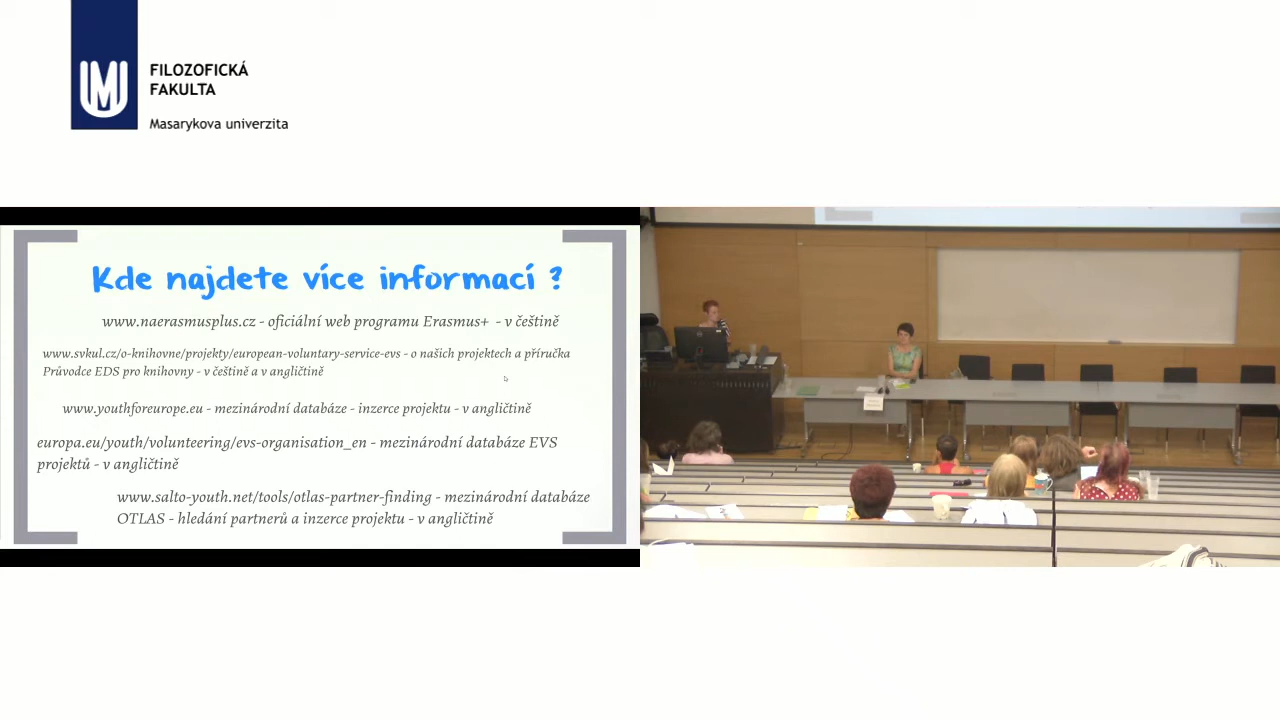 FILOZOFICKÁ
FAKULTA
Masarykova univerzita
Kde najdete více informací ?
www.naerasmusplus.cz - oficiální web programu Erasmus+ - v češtině
www.svkul.cz/o-knihovne/projekty/european-voluntary-service-evs - o našich projektech a příručka
Průvodce EDS pro knihovny - v češtině a v angličtině
www.youthforeurope.eu - mezinárodní databáze - inzerce projektu - v angličtině
europa.eu/youth/volunteering/evs-organisation_en - mezinárodní databáze EVS
projektů - v angličtině
www.salto-youth.net/tools/otlas-partner-finding - mezinárodní databáze
OTLAS - hledání partnerů a inzerce projektu - v angličtině